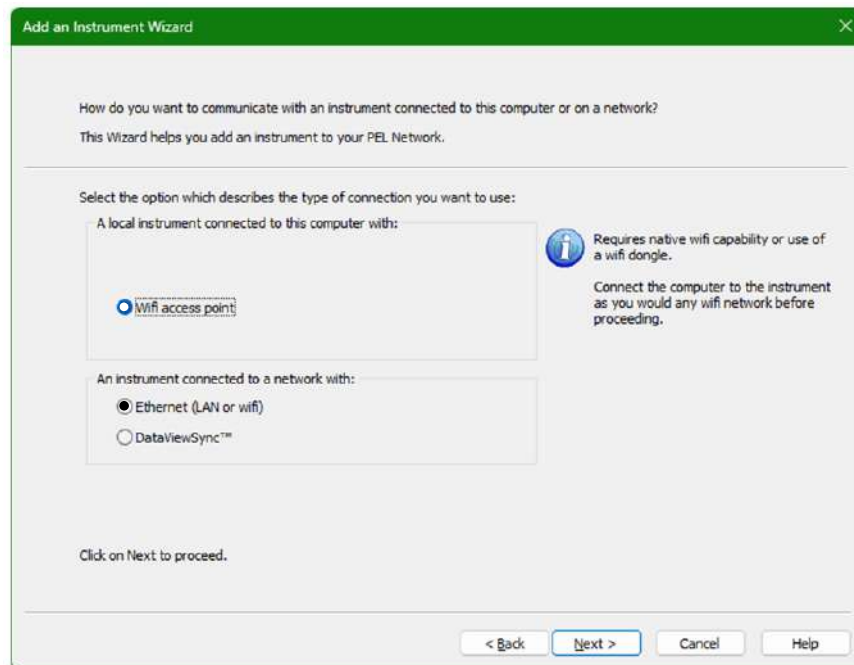 Add an Instrument Wizard
How do you want to communicate with an instrument connected to this computer or on a network?
This Wizard helps you add an instrument to your PEL Network.
Select the option which describes the type of connection you want to use:
A local instrument connected to this computer with:
Wifi access point
Requires native wifi capability or use of
a wifi dongle.
Connect the computer to the instrument
as you would any wifi network before
proceeding.
An instrument connected to a network with:
Ethernet (LAN or wifi)
DataViewSync™
Click on Next to proceed.
< Back
Next >
Cancel
Help